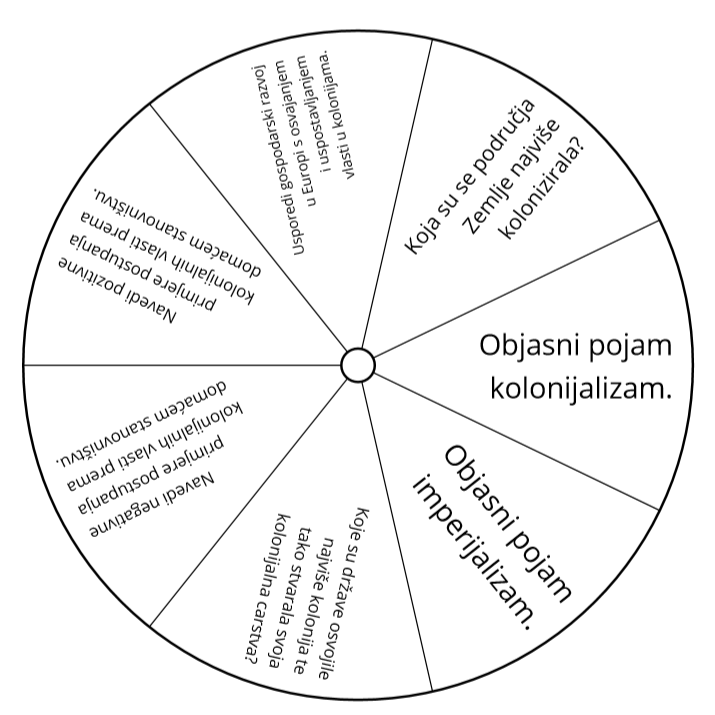 Objasni pojam
kolonijalizam.
Objasni pojam
imperijalizam.
Koje su države osvojile
najviše kolonija te
tako stvarala svoja
kolonijalna carstva?
Navedi negativne
primjere postupanja
kolonijalnih vlasti prema
domaćem stanovništvu.
Navedi pozitivne
primjere postupanja
kolonijalnih vlasti prema
domaćem stanovništvu.
Usporedi gospodarski razvoj
u Europi s osvajanjem
i uspostavljanjem
vlasti u kolonijama.
Koja su se područja
Zemlje najviše
kolonizirala?